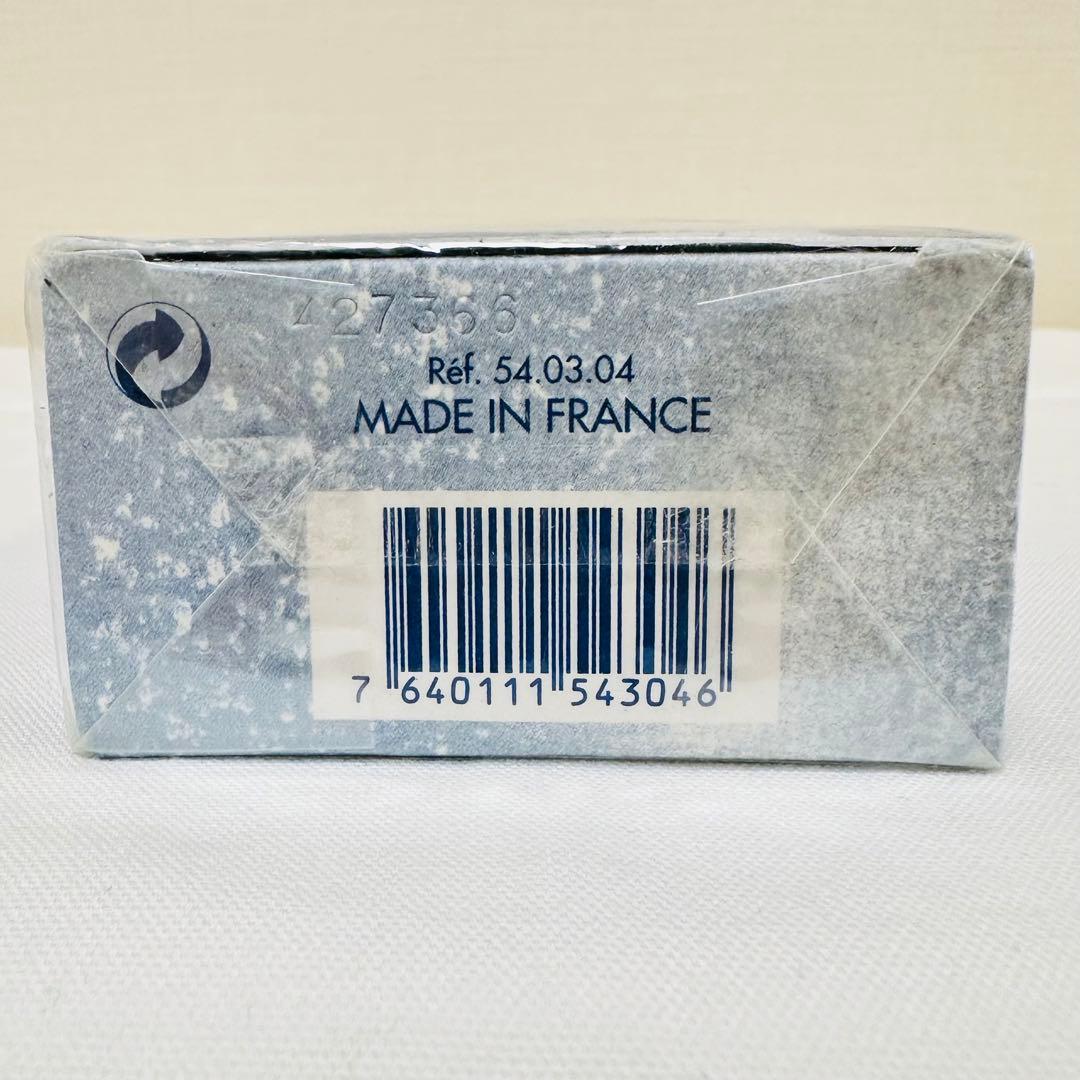 427366
Réf. 54.03.04
MADE IN FRANCE
7 640111 543046